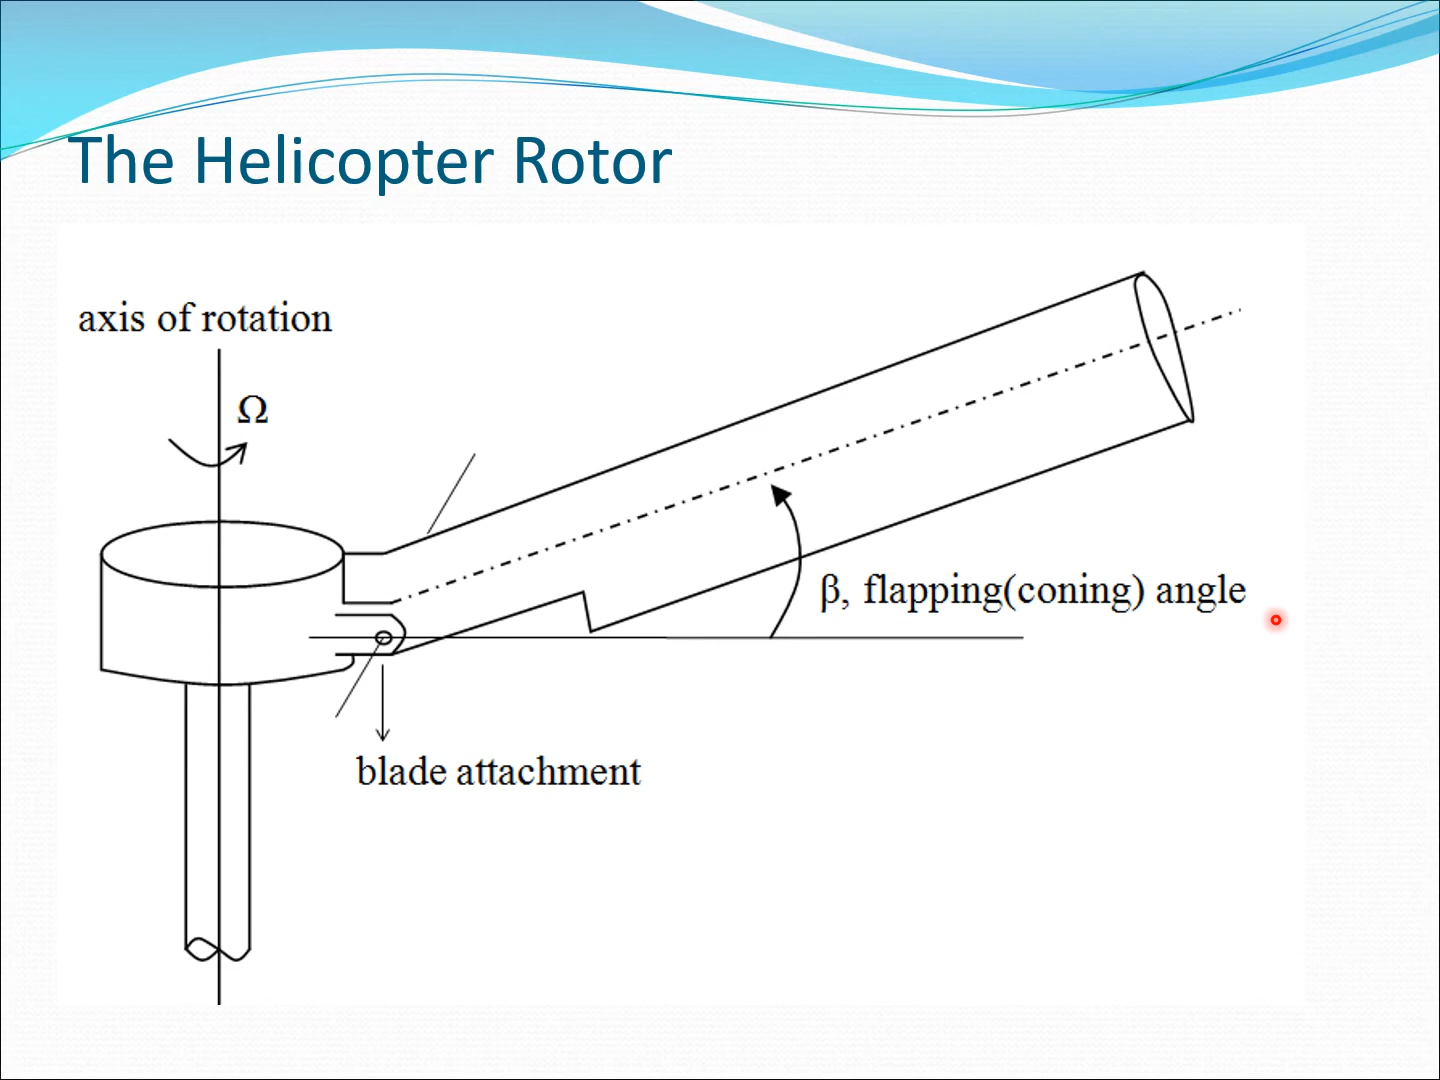 The Helicopter Rotor
axis of rotation
Ω
β, flapping(coning) angle
blade attachment